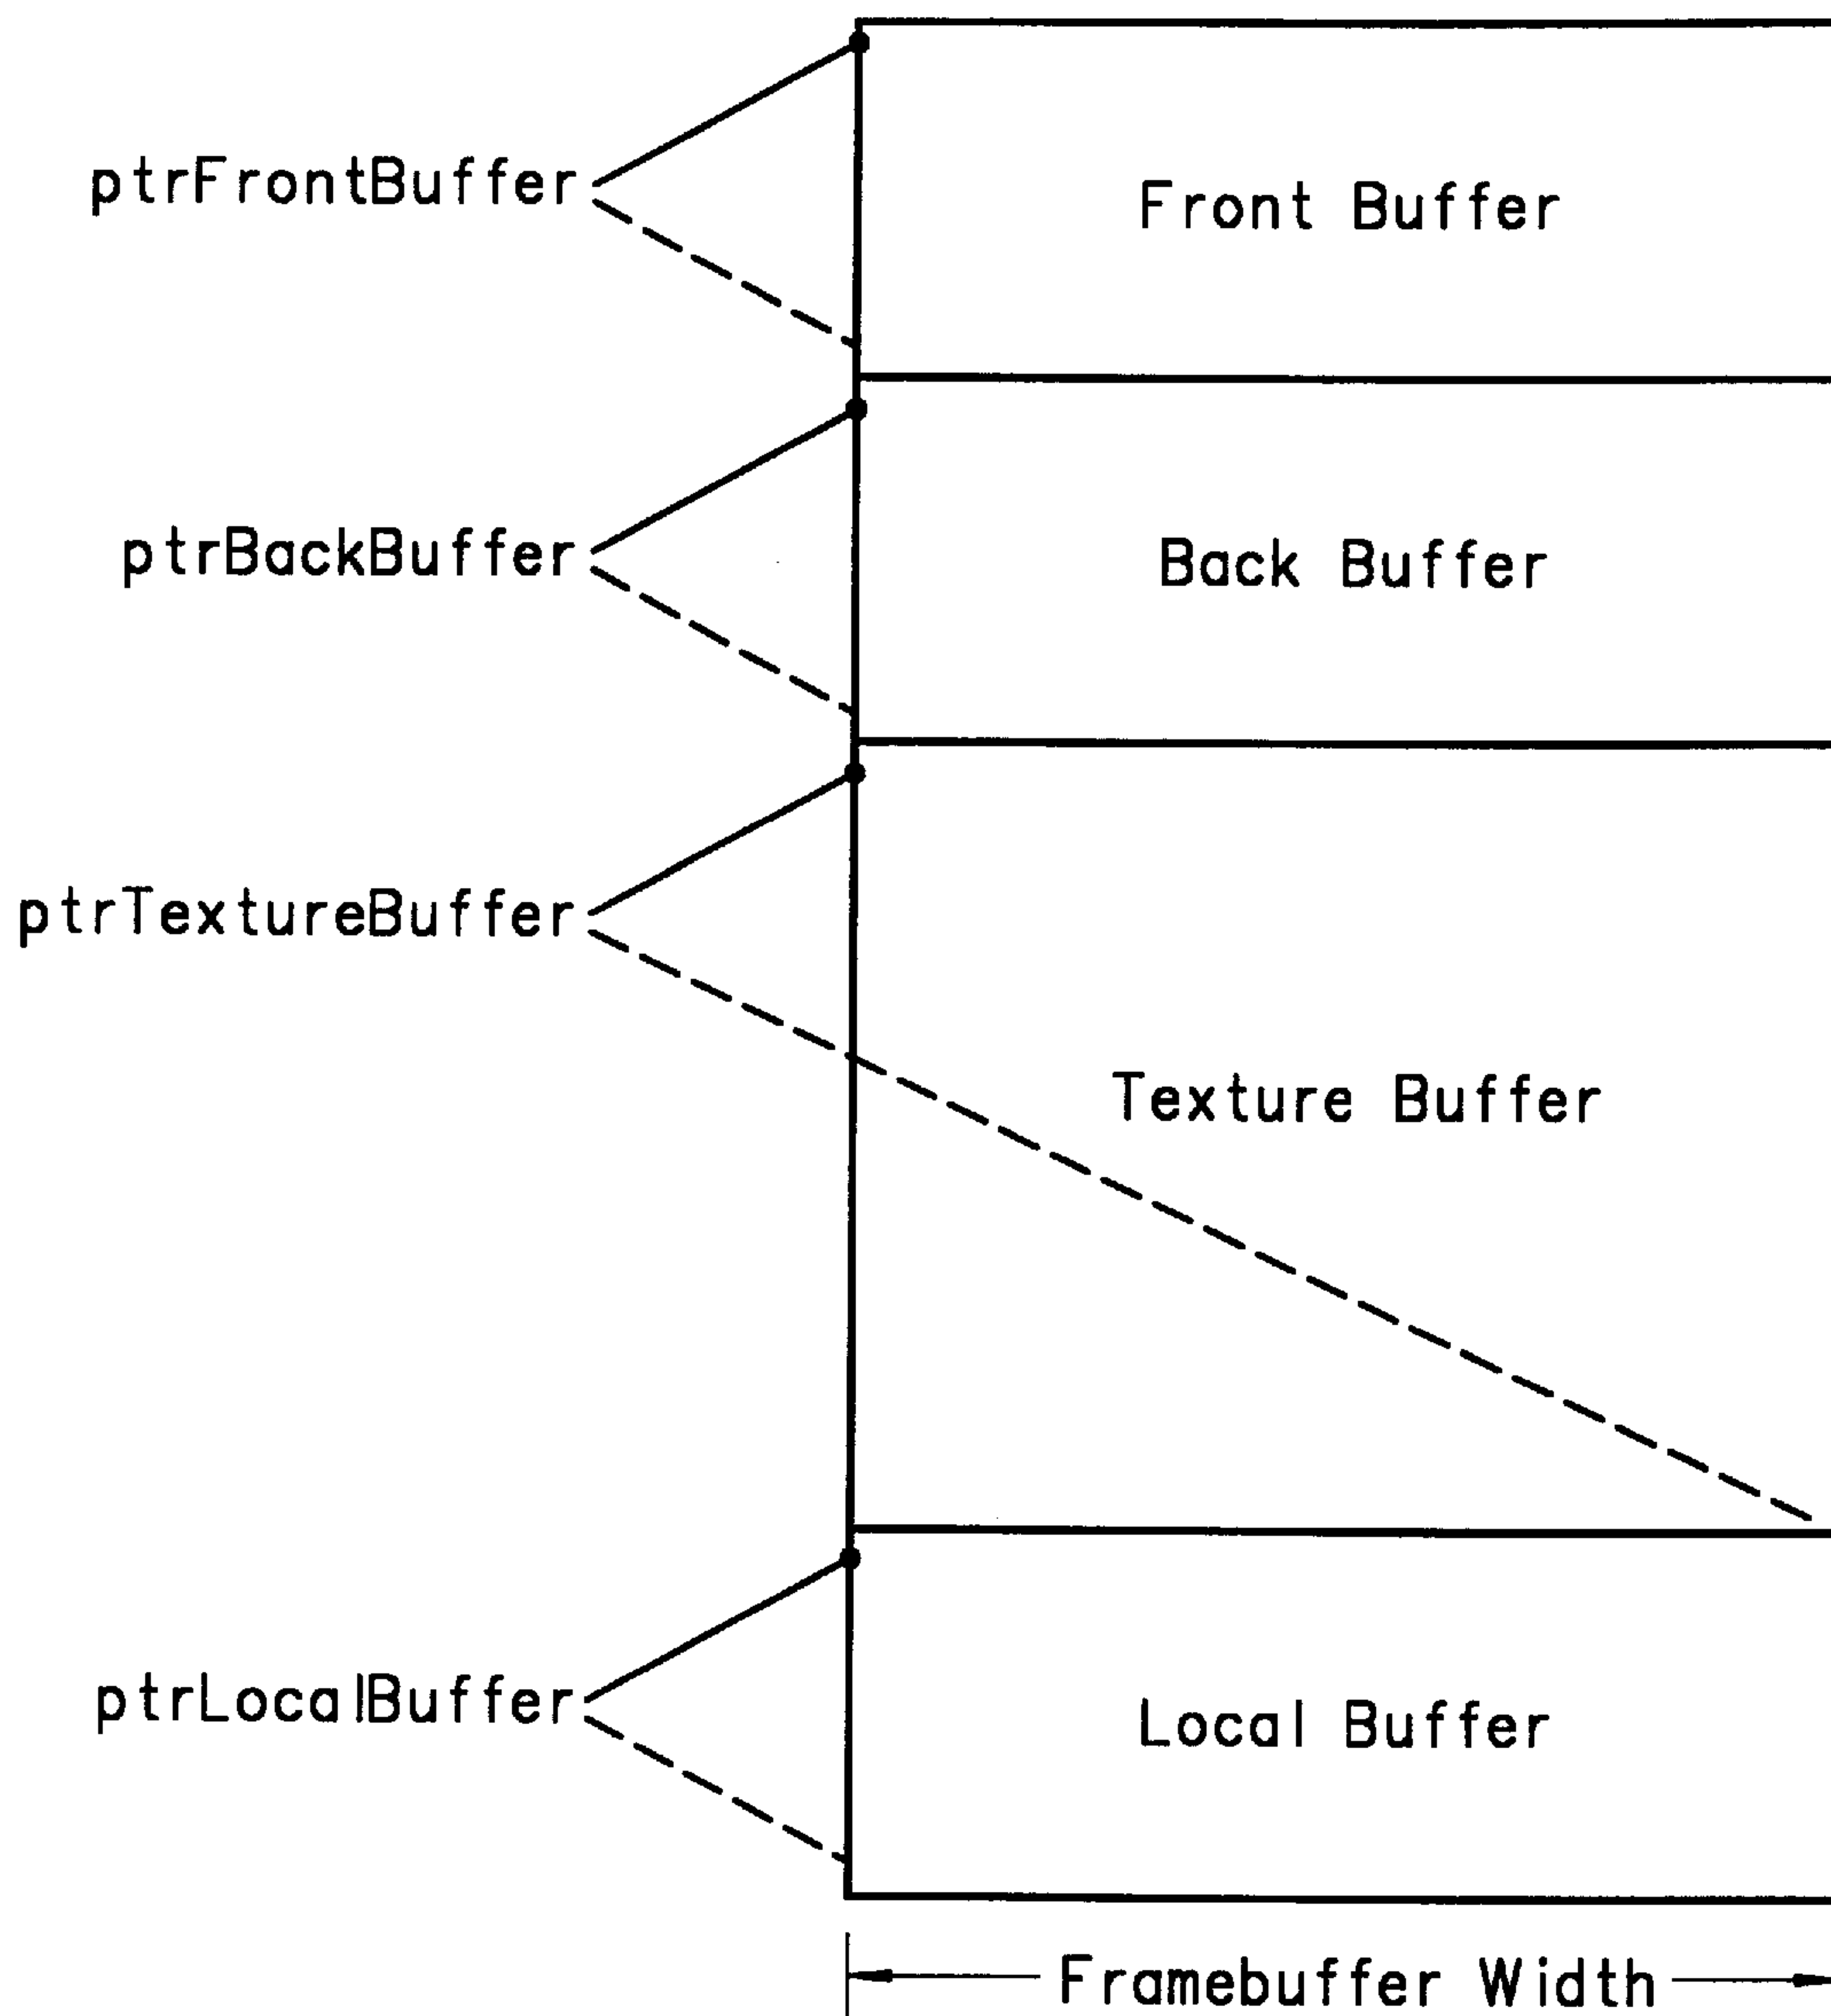 ptrFrontBuffer
Front Buffer
ptrBackBuffer
Back Buffer
ptrTextureBuffer
Texture Buffer
ptrLocalBuffer
Local Buffer
Framebuffer Width